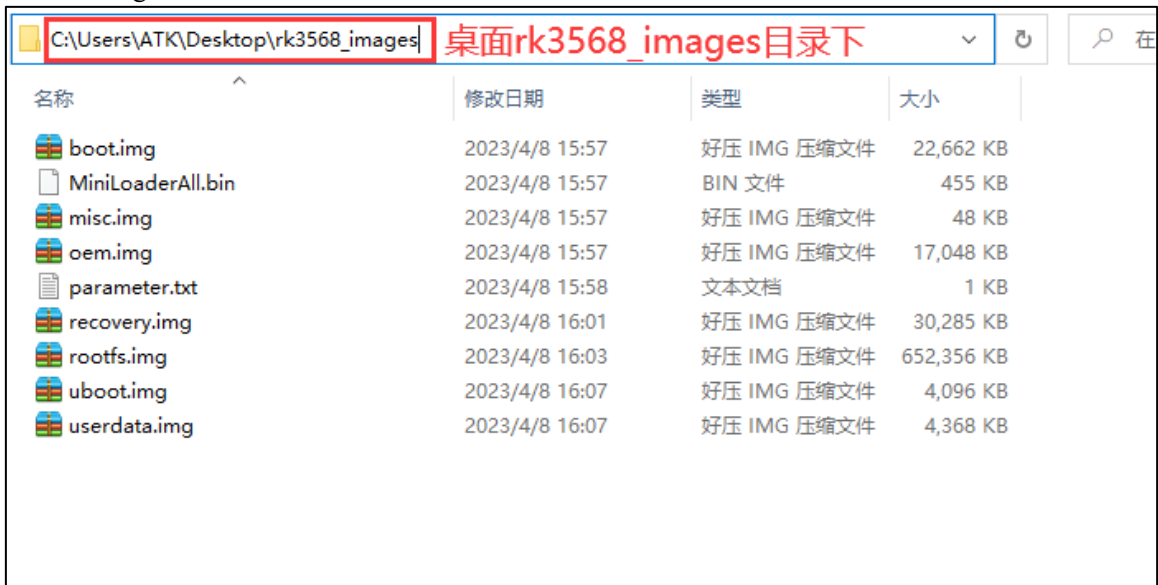 C:\Users\ATK\Desktop\rk3568_images 桌面rk3568_images目录下 在
名称 修改日期 类型 大小
boot.img 2023/4/8 15:57 好压 IMG 压缩文件 22,662 KB
MiniLoaderAll.bin 2023/4/8 15:57 BIN 文件 455 KB
misc.img 2023/4/8 15:57 好压 IMG 压缩文件 48 KB
oem.img 2023/4/8 15:57 好压 IMG 压缩文件 17,048 KB
parameter.txt 2023/4/8 15:58 文本文档 1 KB
recovery.img 2023/4/8 16:01 好压 IMG 压缩文件 30,285 KB
rootfs.img 2023/4/8 16:03 好压 IMG 压缩文件 652,356 KB
uboot.img 2023/4/8 16:07 好压 IMG 压缩文件 4,096 KB
userdata.img 2023/4/8 16:07 好压 IMG 压缩文件 4,368 KB